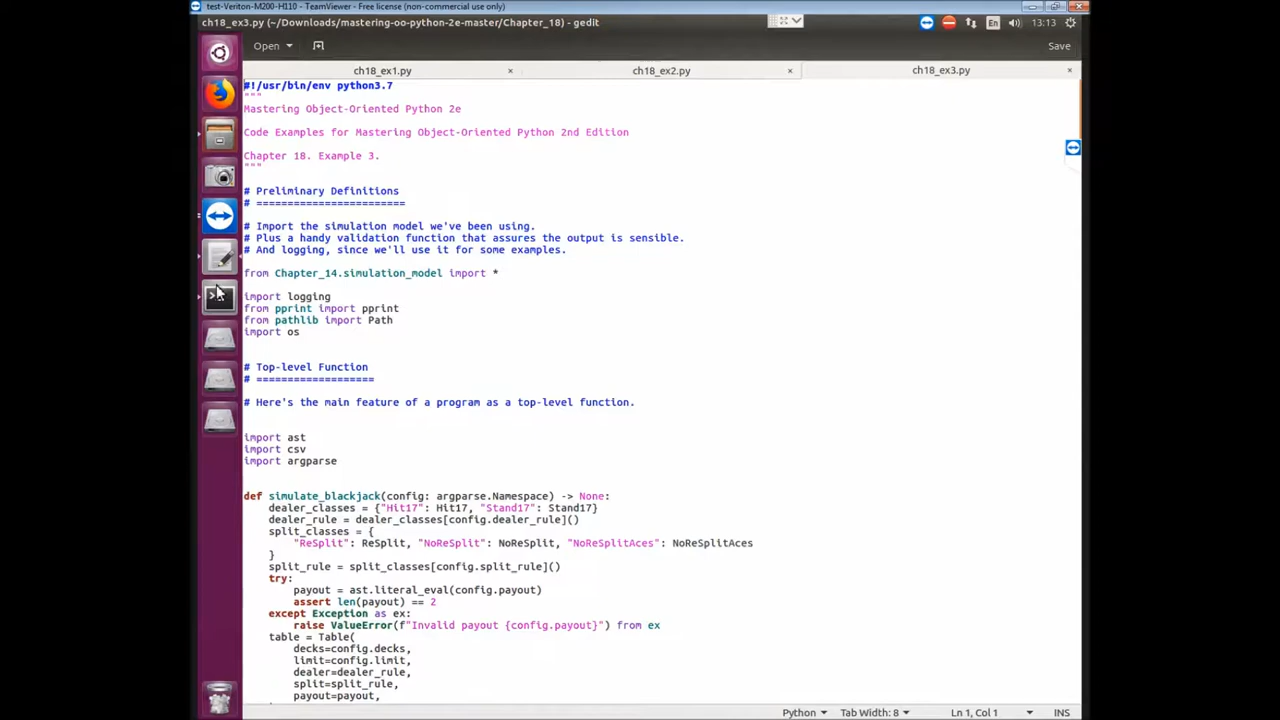 test-Veriton-M200-H110 - TeamViewer - Free license (non-commercial use only)
ch18_ex3.py (~/Downloads/mastering-oo-python-2e-master/Chapter_18) - gedit
En
13:13
Open
Save
ch18_ex1.py
ch18_ex2.py
ch18_ex3.py
#!/usr/bin/env python3.7
"""
Mastering Object-Oriented Python 2e
Code Examples for Mastering Object-Oriented Python 2nd Edition
Chapter 18. Example 3.
"""
# Preliminary Definitions
# ========================
# Import the simulation model we've been using.
# Plus a handy validation function that assures the output is sensible.
# And logging, since we'll use it for some examples.
from Chapter_14.simulation_model import *
import logging
from pprint import pprint
from pathlib import Path
import os
# Top-level Function
# ===================
# Here's the main feature of a program as a top-level function.
import ast
import csv
import argparse
def simulate_blackjack(config: argparse.Namespace) -> None:
    dealer_classes = {"Hit17": Hit17, "Stand17": Stand17}
    dealer_rule = dealer_classes[config.dealer_rule]()
    split_classes = {
        "ReSplit": ReSplit, "NoReSplit": NoReSplit, "NoReSplitAces": NoReSplitAces
    }
    split_rule = split_classes[config.split_rule]()
    try:
        payout = ast.literal_eval(config.payout)
        assert len(payout) == 2
    except Exception as ex:
        raise ValueError(f"Invalid payout {config.payout}") from ex
    table = Table(
        decks=config.decks,
        limit=config.limit,
        dealer=dealer_rule,
        split=split_rule,
        payout=payout,
Python
Tab Width: 8
Ln 1, Col 1
INS